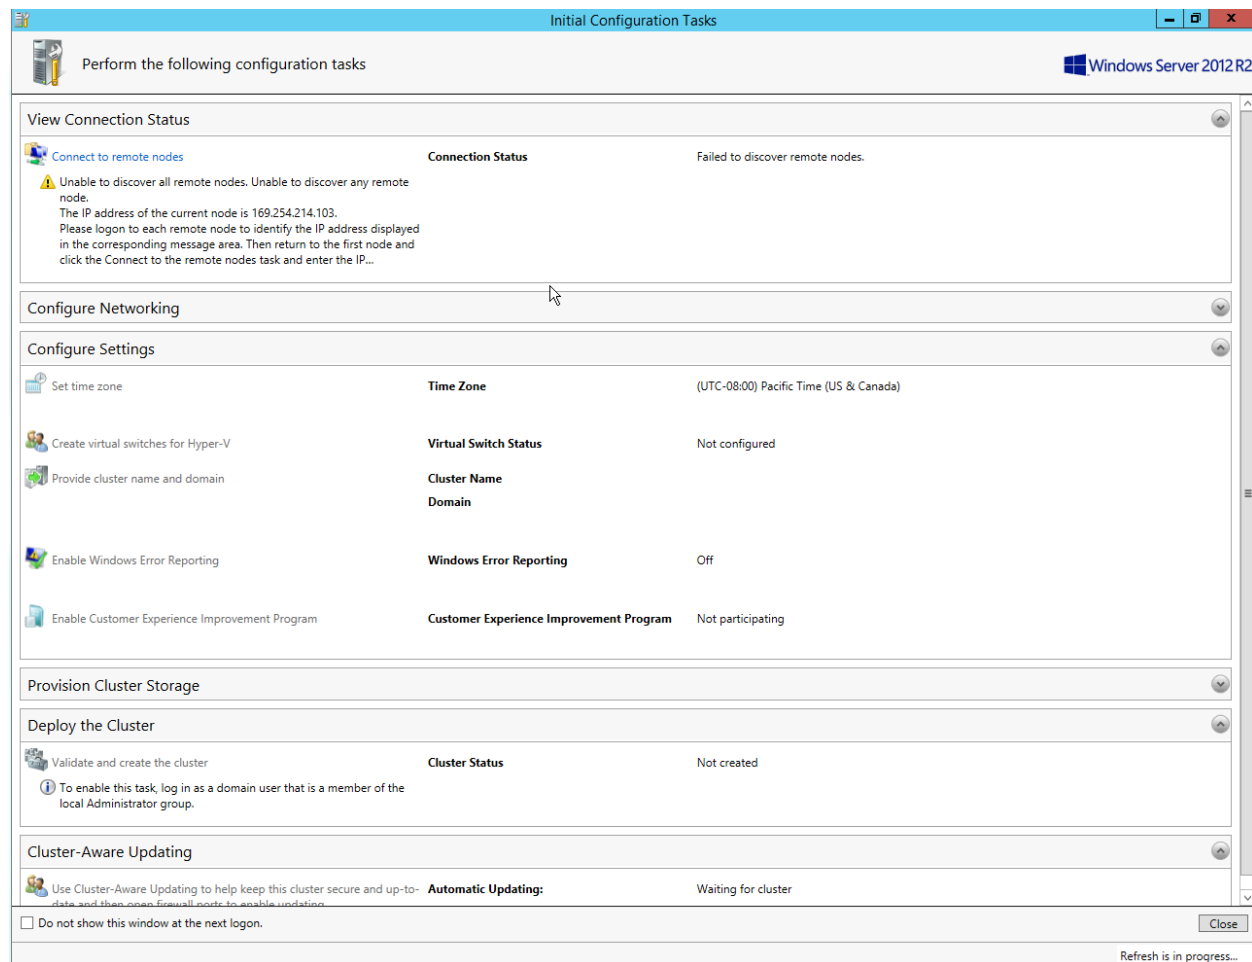 Initial Configuration Tasks
Perform the following configuration tasks
Windows Server 2012 R2
View Connection Status
Connect to remote nodes
Connection Status
Failed to discover remote nodes.
Unable to discover all remote nodes. Unable to discover any remote
node.
The IP address of the current node is 169.254.214.103.
Please logon to each remote node to identify the IP address displayed
in the corresponding message area. Then return to the first node and
click the Connect to the remote nodes task and enter the IP...
Configure Networking
Configure Settings
Set time zone
Time Zone
(UTC-08:00) Pacific Time (US & Canada)
Create virtual switches for Hyper-V
Virtual Switch Status
Not configured
Provide cluster name and domain
Cluster Name
Domain
Enable Windows Error Reporting
Windows Error Reporting
Off
Enable Customer Experience Improvement Program
Customer Experience Improvement Program
Not participating
Provision Cluster Storage
Deploy the Cluster
Validate and create the cluster
Cluster Status
Not created
To enable this task, log in as a domain user that is a member of the
local Administrator group.
Cluster-Aware Updating
Use Cluster-Aware Updating to help keep this cluster secure and up-to-
date and then open firewall ports to enable updating
Automatic Updating:
Waiting for cluster
Do not show this window at the next logon.
Close
Refresh is in progress...